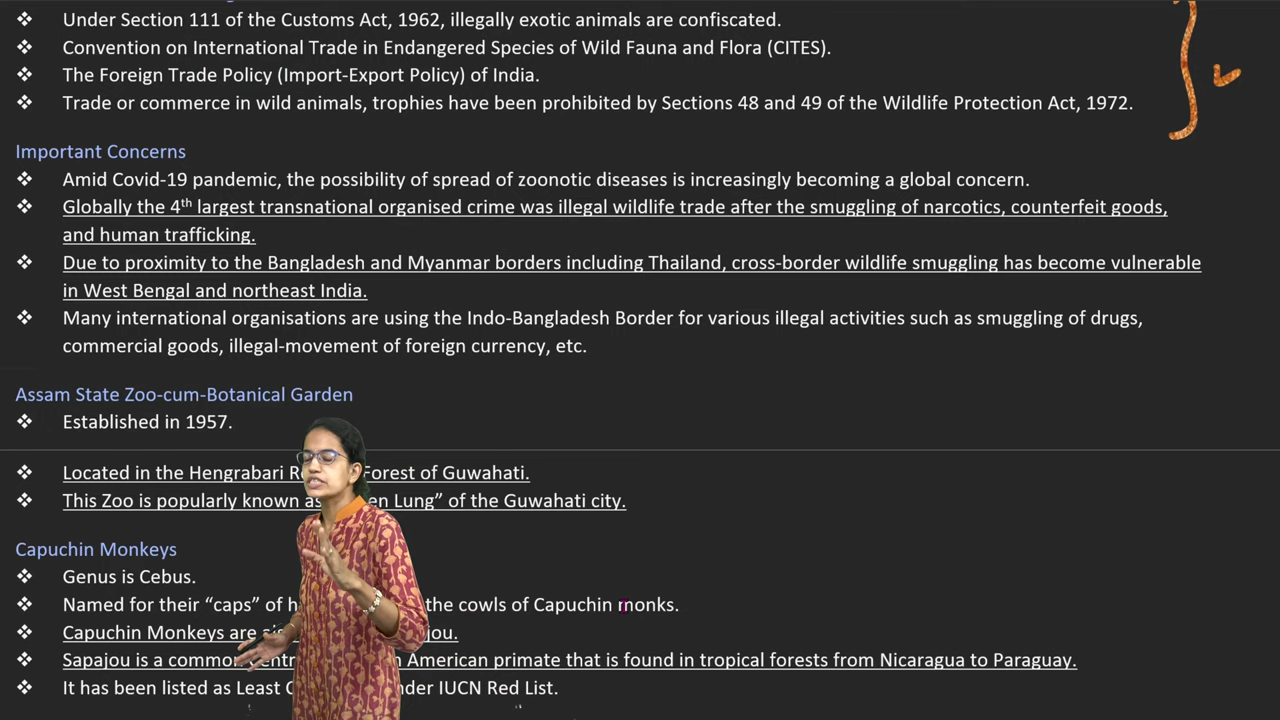 ❖ Under Section 111 of the Customs Act, 1962, illegally exotic animals are confiscated.
❖ Convention on International Trade in Endangered Species of Wild Fauna and Flora (CITES).
❖ The Foreign Trade Policy (Import-Export Policy) of India.
❖ Trade or commerce in wild animals, trophies have been prohibited by Sections 48 and 49 of the Wildlife Protection Act, 1972.
Important Concerns
❖ Amid Covid-19 pandemic, the possibility of spread of zoonotic diseases is increasingly becoming a global concern.
❖ Globally the 4th largest transnational organised crime was illegal wildlife trade after the smuggling of narcotics, counterfeit goods,
and human trafficking.
❖ Due to proximity to the Bangladesh and Myanmar borders including Thailand, cross-border wildlife smuggling has become vulnerable
in West Bengal and northeast India.
❖ Many international organisations are using the Indo-Bangladesh Border for various illegal activities such as smuggling of drugs,
commercial goods, illegal-movement of foreign currency, etc.
Assam State Zoo-cum-Botanical Garden
❖ Established in 1957.
❖ Located in the Hengrabari Forest of Guwahati.
❖ This Zoo is popularly known as Lung” of the Guwahati city.
Capuchin Monkeys
❖ Genus is Cebus.
❖ Named for their “caps” of the cowls of Capuchin monks.
❖ Capuchin Monkeys are
❖ Sapajou is a common American primate that is found in tropical forests from Nicaragua to Paraguay.
❖ It has been listed as Least under IUCN Red List.